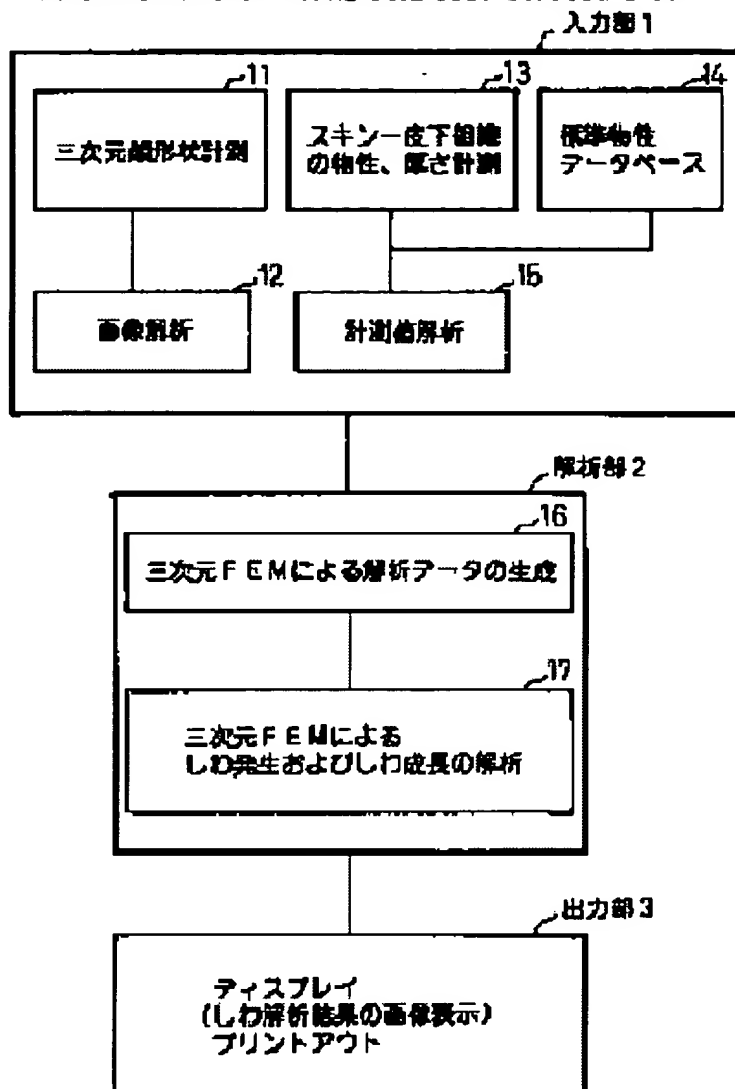 入力部1
11
三次元顔形状計測
13
スキンー皮下組織
の物性、厚さ計測
14
標準物性
データベース
12
画像解析
15
計測値解析
解析部2
16
三次元FEMによる解析データの生成
17
三次元FEMによる
しわ発生およびしわ成長の解析
出力部3
ディスプレイ
(しわ解析結果の画像表示)
プリントアウト